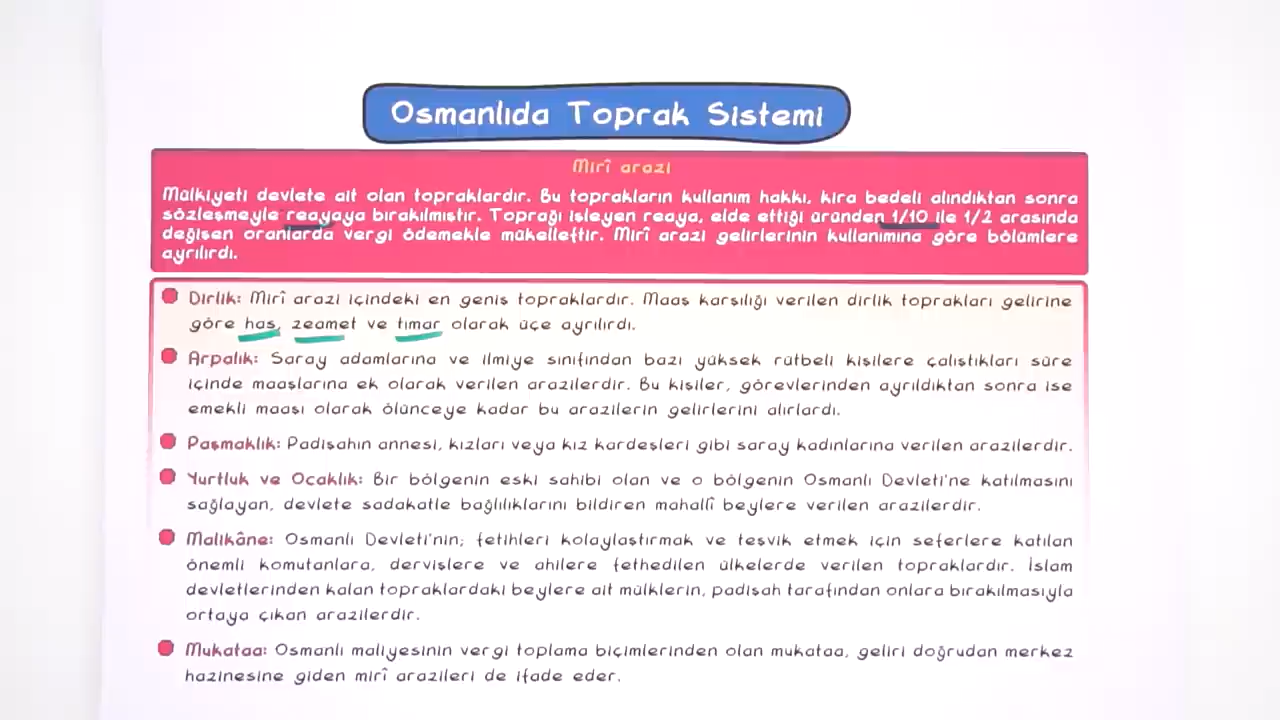 Osmanlıda Toprak Sistemi
Mirî arazi
Mülkiyeti devlete ait olan topraklardır. Bu toprakların kullanım hakkı, kira bedeli alındıktan sonra
sözleşmeyle reayaya bırakılmıştır. Toprağı işleyen reaya, elde ettiği üründen 1/10 ile 1/2 arasında
değişen oranlarda vergi ödemekle mükelleftir. Mirî arazi gelirlerinin kullanımına göre bölümlere
ayrılırdı.
Dirlik: Mirî arazi içindeki en geniş topraklardır. Maaş karşılığı verilen dirlik toprakları gelirine
göre has, zeamet ve tımar olarak üçe ayrılırdı.
Arpalık: Saray adamlarına ve ilmiye sınıfından bazı yüksek rütbeli kişilere çalıştıkları süre
içinde maaşlarına ek olarak verilen arazilerdir. Bu kişiler, görevlerinden ayrıldıktan sonra ise
emekli maaşı olarak ölünceye kadar bu arazilerin gelirlerini alırlardı.
Paşmaklık: Padişahın annesi, kızları veya kız kardeşleri gibi saray kadınlarına verilen arazilerdir.
Yurtluk ve Ocaklık: Bir bölgenin eski sahibi olan ve o bölgenin Osmanlı Devleti'ne katılmasını
sağlayan, devlete sadakatle bağlılıklarını bildiren mahallî beylere verilen arazilerdir.
Malikâne: Osmanlı Devleti'nin; fetihleri kolaylaştırmak ve teşvik etmek için seferlere katılan
önemli komutanlara, dervişlere ve ahilere fethedilen ülkelerde verilen topraklardır. İslam
devletlerinden kalan topraklardaki beylere ait mülklerin, padişah tarafından onlara bırakılmasıyla
ortaya çıkan arazilerdir.
Mukataa: Osmanlı maliyesinin vergi toplama biçimlerinden olan mukataa, geliri doğrudan merkez
hazinesine giden mirî arazileri de ifade eder.